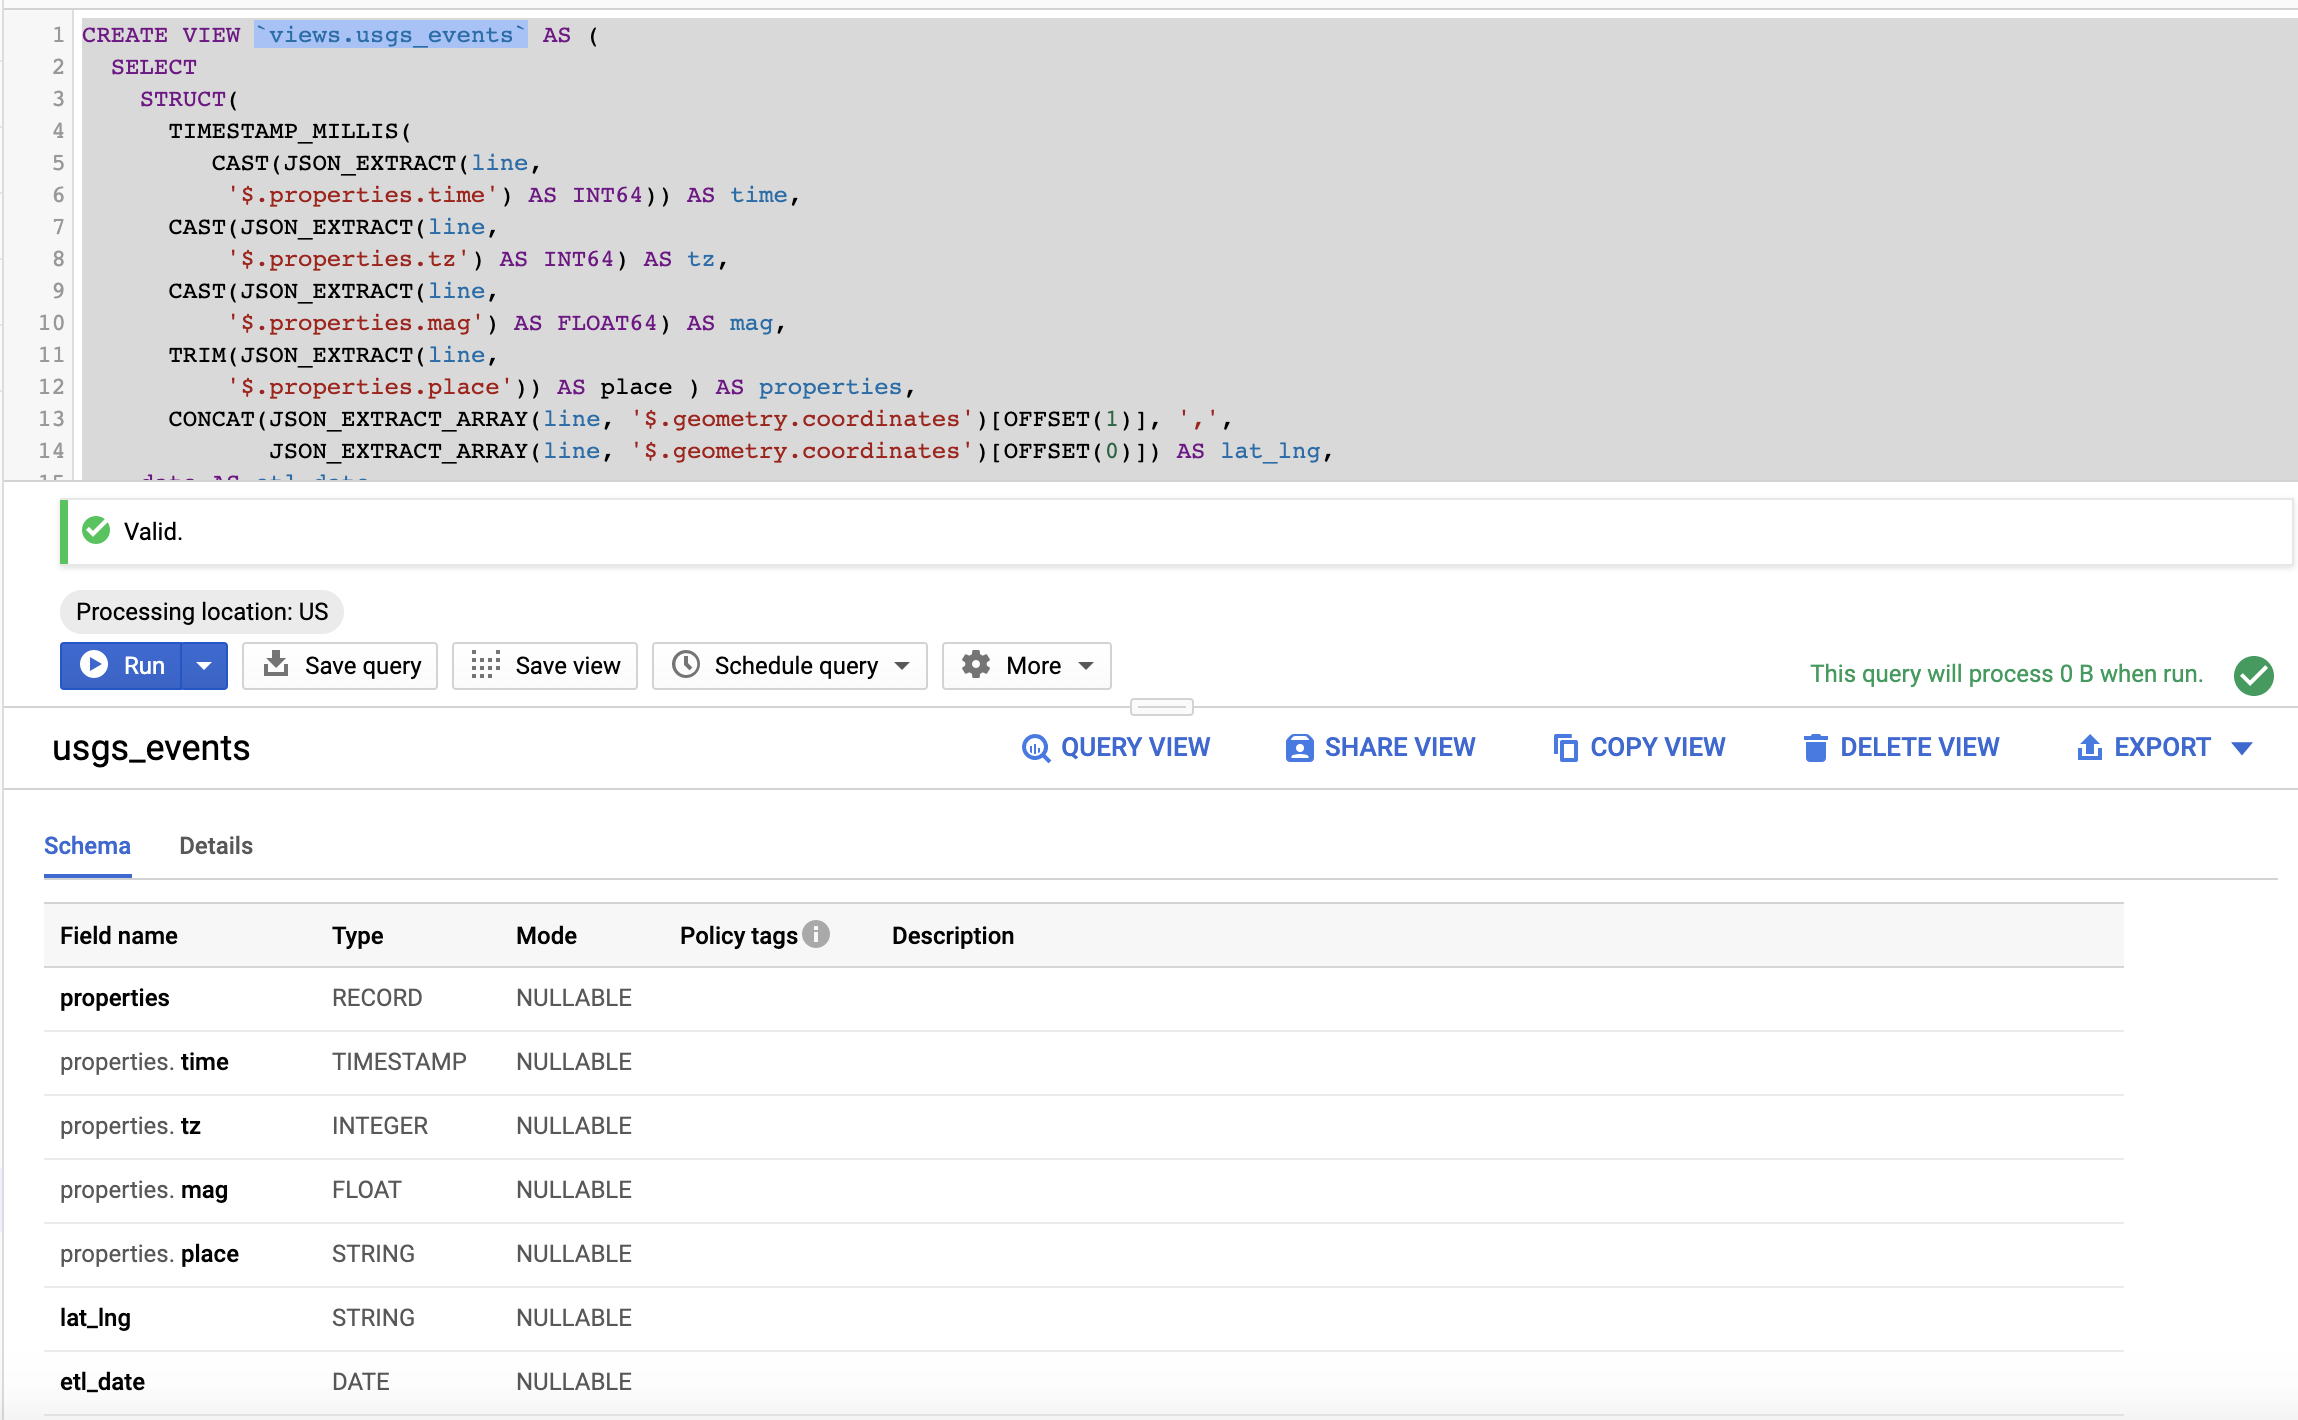 1 CREATE VIEW `views.usgs_events` AS (
2 SELECT
3 STRUCT(
4 TIMESTAMP_MILLIS(
5 CAST(JSON_EXTRACT(line,
6 '$.properties.time') AS INT64)) AS time,
7 CAST(JSON_EXTRACT(line,
8 '$.properties.tz') AS INT64) AS tz,
9 CAST(JSON_EXTRACT(line,
10 '$.properties.mag') AS FLOAT64) AS mag,
11 TRIM(JSON_EXTRACT(line,
12 '$.properties.place')) AS place ) AS properties,
13 CONCAT(JSON_EXTRACT_ARRAY(line, '$.geometry.coordinates')[OFFSET(1)], ',',
14 JSON_EXTRACT_ARRAY(line, '$.geometry.coordinates')[OFFSET(0)]) AS lat_lng,
15 date AS etl_date
Valid.
Processing location: US
Run Save query Save view Schedule query More
This query will process 0 B when run.
usgs_events QUERY VIEW SHARE VIEW COPY VIEW DELETE VIEW EXPORT
Schema Details
Field name Type Mode Policy tags Description
properties RECORD NULLABLE
properties. time TIMESTAMP NULLABLE
properties. tz INTEGER NULLABLE
properties. mag FLOAT NULLABLE
properties. place STRING NULLABLE
lat_lng STRING NULLABLE
etl_date DATE NULLABLE